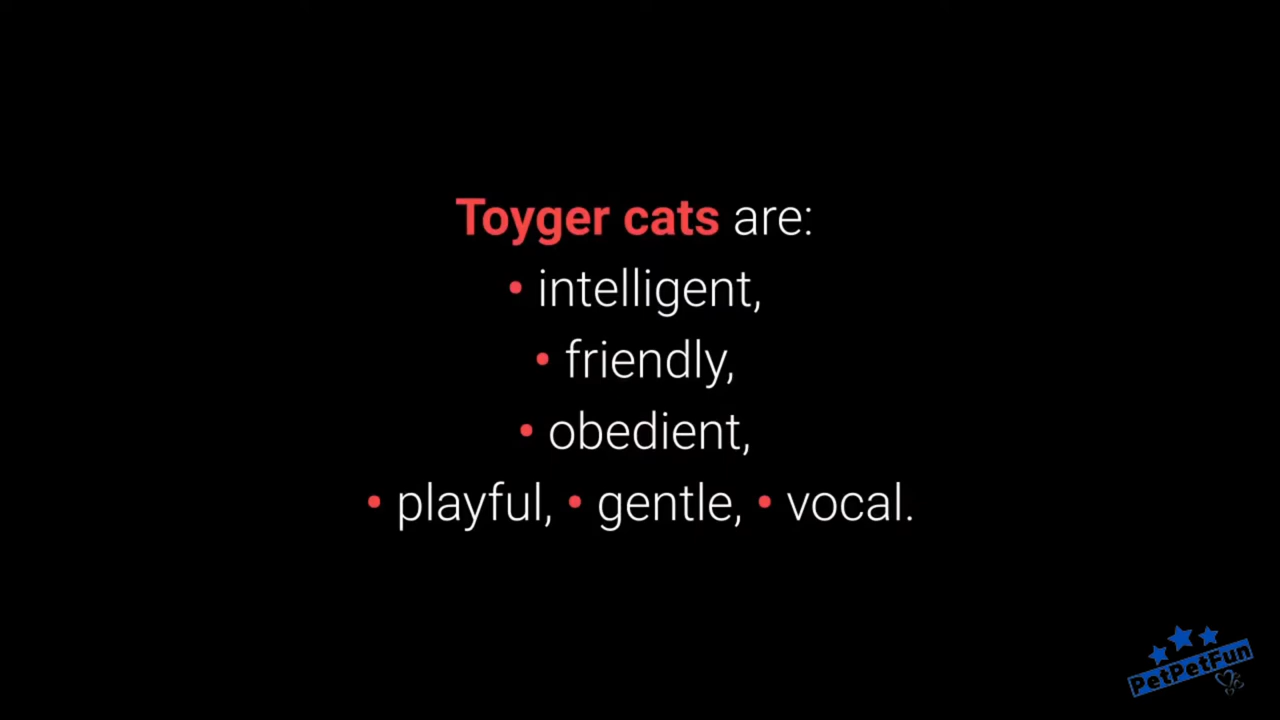 Toyger cats are:
• intelligent,
• friendly,
• obedient,
• playful, • gentle, • vocal.
PetPetFun